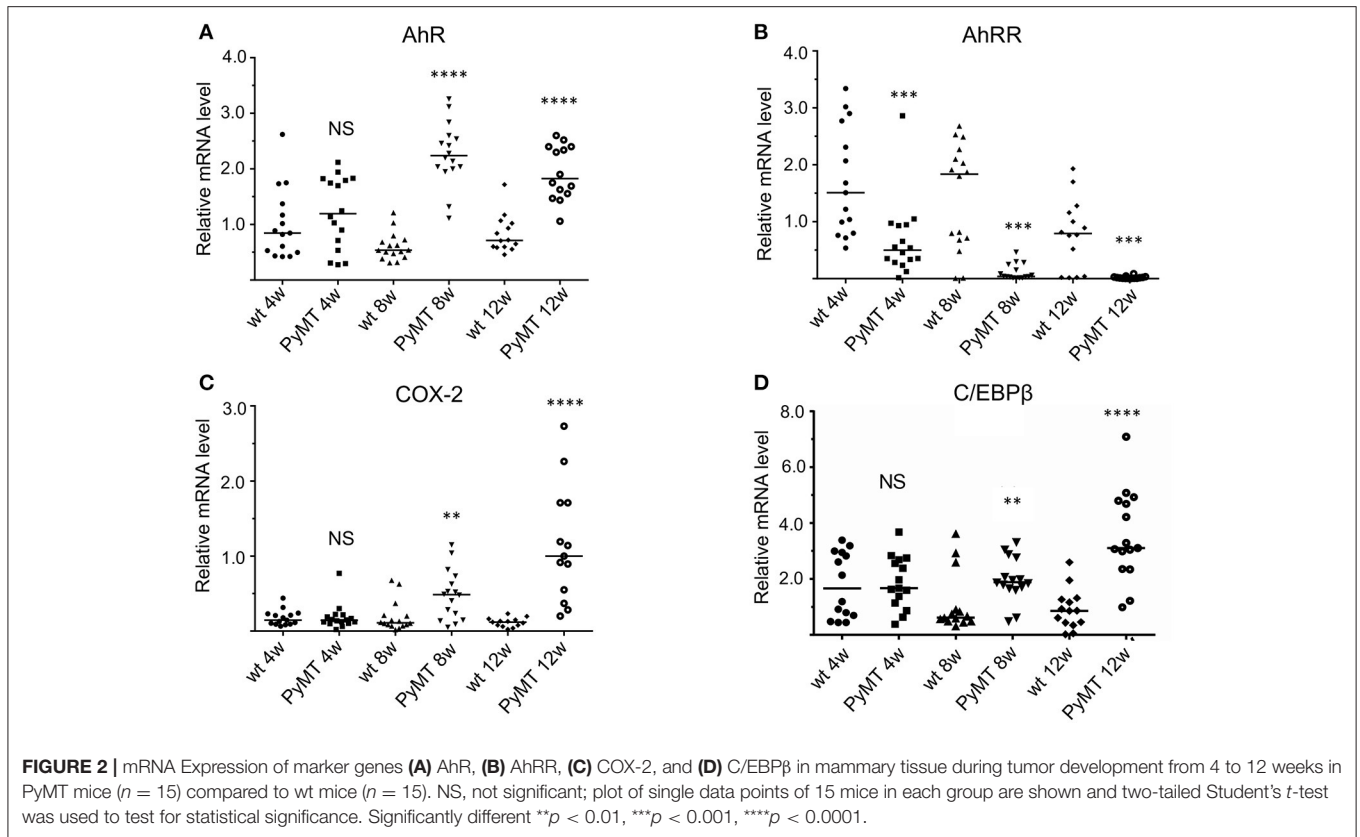 A
AhR
Relative mRNA level
4.0
3.0
2.0
1.0
NS
****
****
wt 4w
PyMT 4w
wt 8w
PyMT 8w
wt 12w
PyMT 12w
B
AhRR
Relative mRNA level
4.0
3.0
2.0
1.0
***
***
***
wt 4w
PyMT 4w
wt 8w
PyMT 8w
wt 12w
PyMT 12w
C
COX-2
Relative mRNA level
3.0
2.0
1.0
NS
**
****
wt 4w
PyMT 4w
wt 8w
PyMT 8w
wt 12w
PyMT 12w
D
C/EBPβ
Relative mRNA level
8.0
6.0
4.0
2.0
NS
**
****
wt 4w
PyMT 4w
wt 8w
PyMT 8w
wt 12w
PyMT 12w
FIGURE 2 | mRNA Expression of marker genes (A) AhR, (B) AhRR, (C) COX-2, and (D) C/EBPβ in mammary tissue during tumor development from 4 to 12 weeks in
PyMT mice (n = 15) compared to wt mice (n = 15). NS, not significant; plot of single data points of 15 mice in each group are shown and two-tailed Student's t-test
was used to test for statistical significance. Significantly different **p < 0.01, ***p < 0.001, ****p < 0.0001.